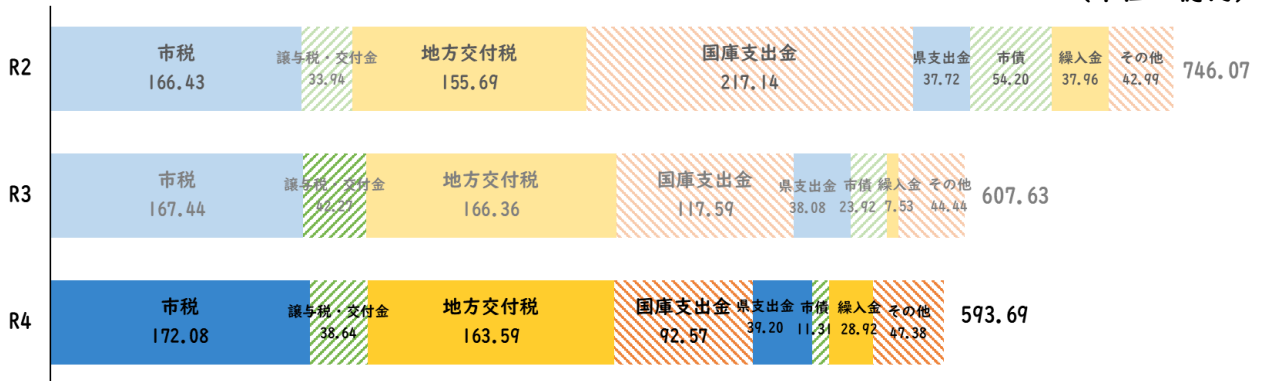 R2
市税
166.43
譲与税・交付金
33.94
地方交付税
155.69
国庫支出金
217.14
県支出金
37.72
市債
54.20
繰入金
37.96
その他
42.99
746.07
R3
市税
167.44
譲与税・交付金
42.27
地方交付税
166.36
国庫支出金
117.59
県支出金
38.08
市債
23.92
繰入金
7.53
その他
44.44
607.63
R4
市税
172.08
譲与税・交付金
38.64
地方交付税
163.59
国庫支出金
92.57
県支出金
39.20
市債
11.31
繰入金
28.92
その他
47.38
593.69